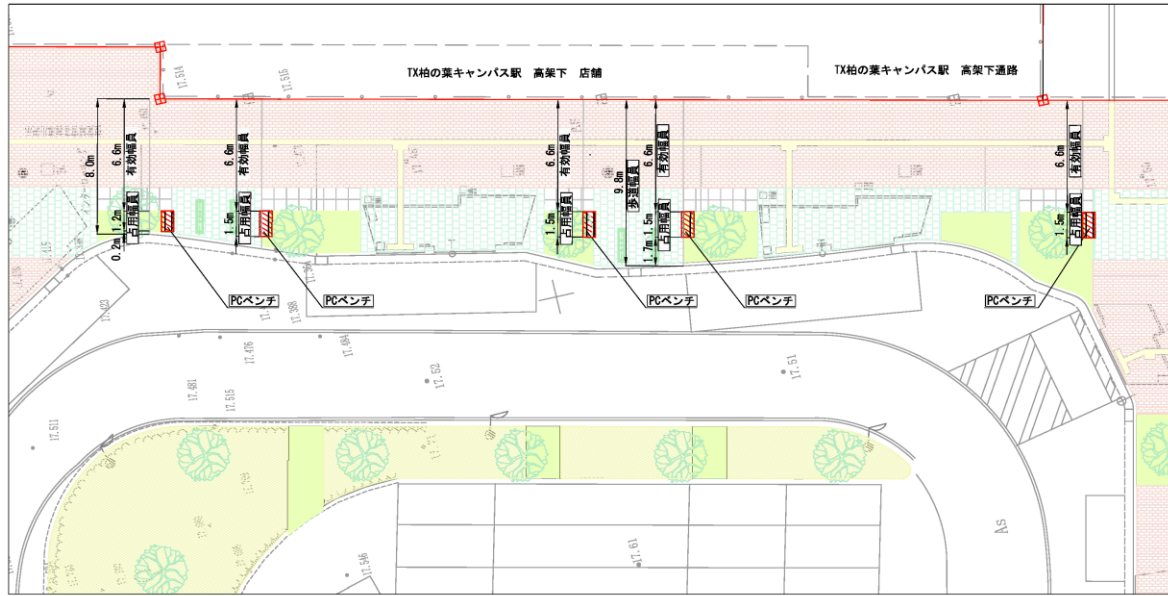 TX柏の葉キャンパス駅 高架下 店舗
TX柏の葉キャンパス駅 高架下通路
17.514
17.515
8.0m
6.6m
有効幅員
1.2m
占用幅員
0.2m
6.6m
有効幅員
1.5m
占用幅員
6.6m
有効幅員
1.5m
占用幅員
9.8m
歩道幅員
6.6m
有効幅員
1.5m
占用幅員
1.7m
6.6m
有効幅員
1.5m
占用幅員
PCベンチ
PCベンチ
PCベンチ
PCベンチ
PCベンチ
17.423
17.388
17.484
17.476
17.481
17.515
17.511
17.52
17.51
17.546
17.61
As